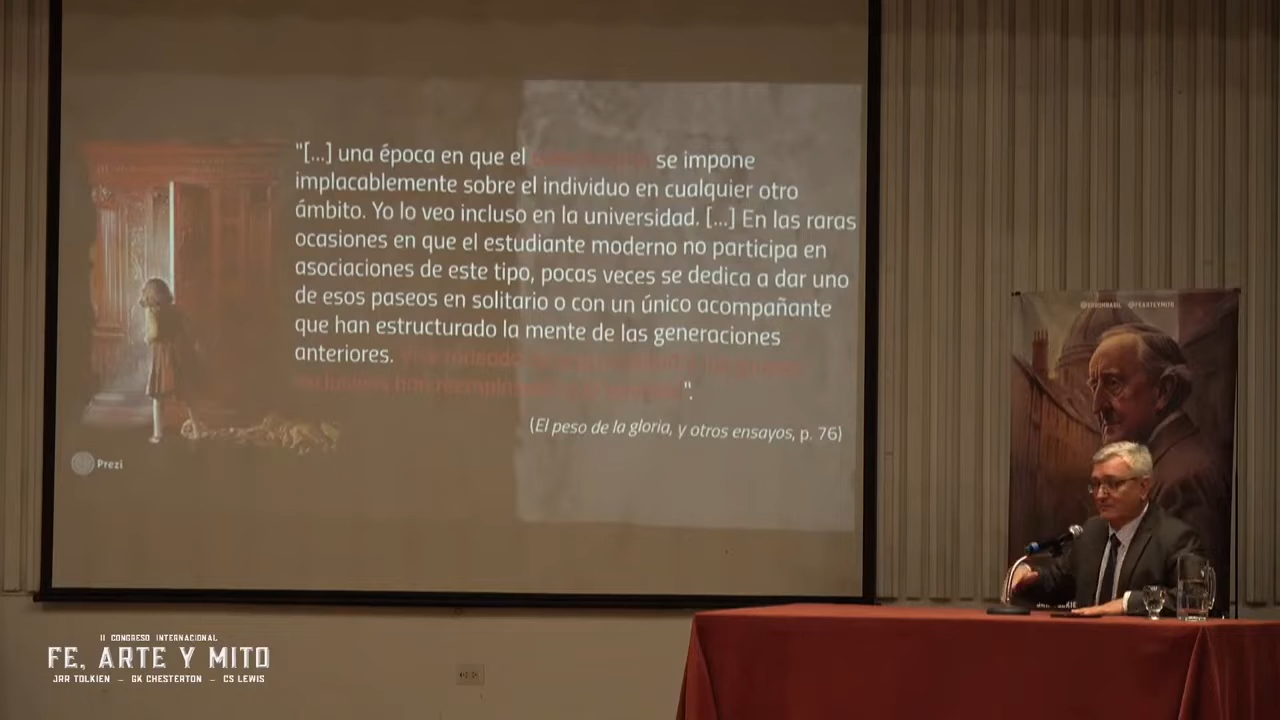 "[...] una época en que el se impone
implacablemente sobre el individuo en cualquier otro
ámbito. Yo lo veo incluso en la universidad. [...] En las raras
ocasiones en que el estudiante moderno no participa en
asociaciones de este tipo, pocas veces se dedica a dar uno
de esos paseos en solitario o con un único acompañante
que han estructurado la mente de las generaciones
anteriores.
".
(El peso de la gloria, y otros ensayos, p. 76)
Prezi
@FEARTEYMITO
II CONGRESO INTERNACIONAL
FE, ARTE Y MITO
JRR TOLKIEN – GK CHESTERTON – CS LEWIS